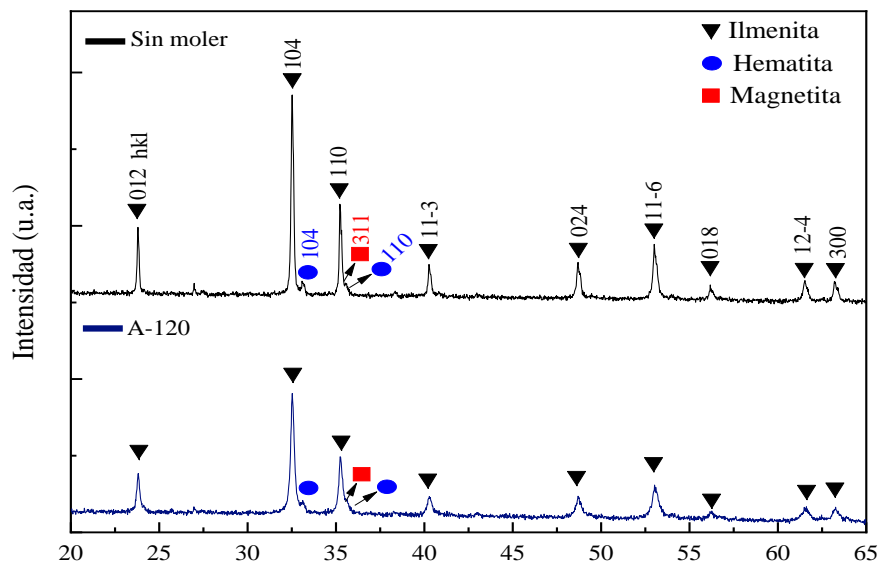 Sin moler
Ilmenita
Hematita
Magnetita
012 hkl
104
104
110
311
110
11-3
024
11-6
018
12-4
300
Intensidad (u.a.)
A-120
20 25 30 35 40 45 50 55 60 65